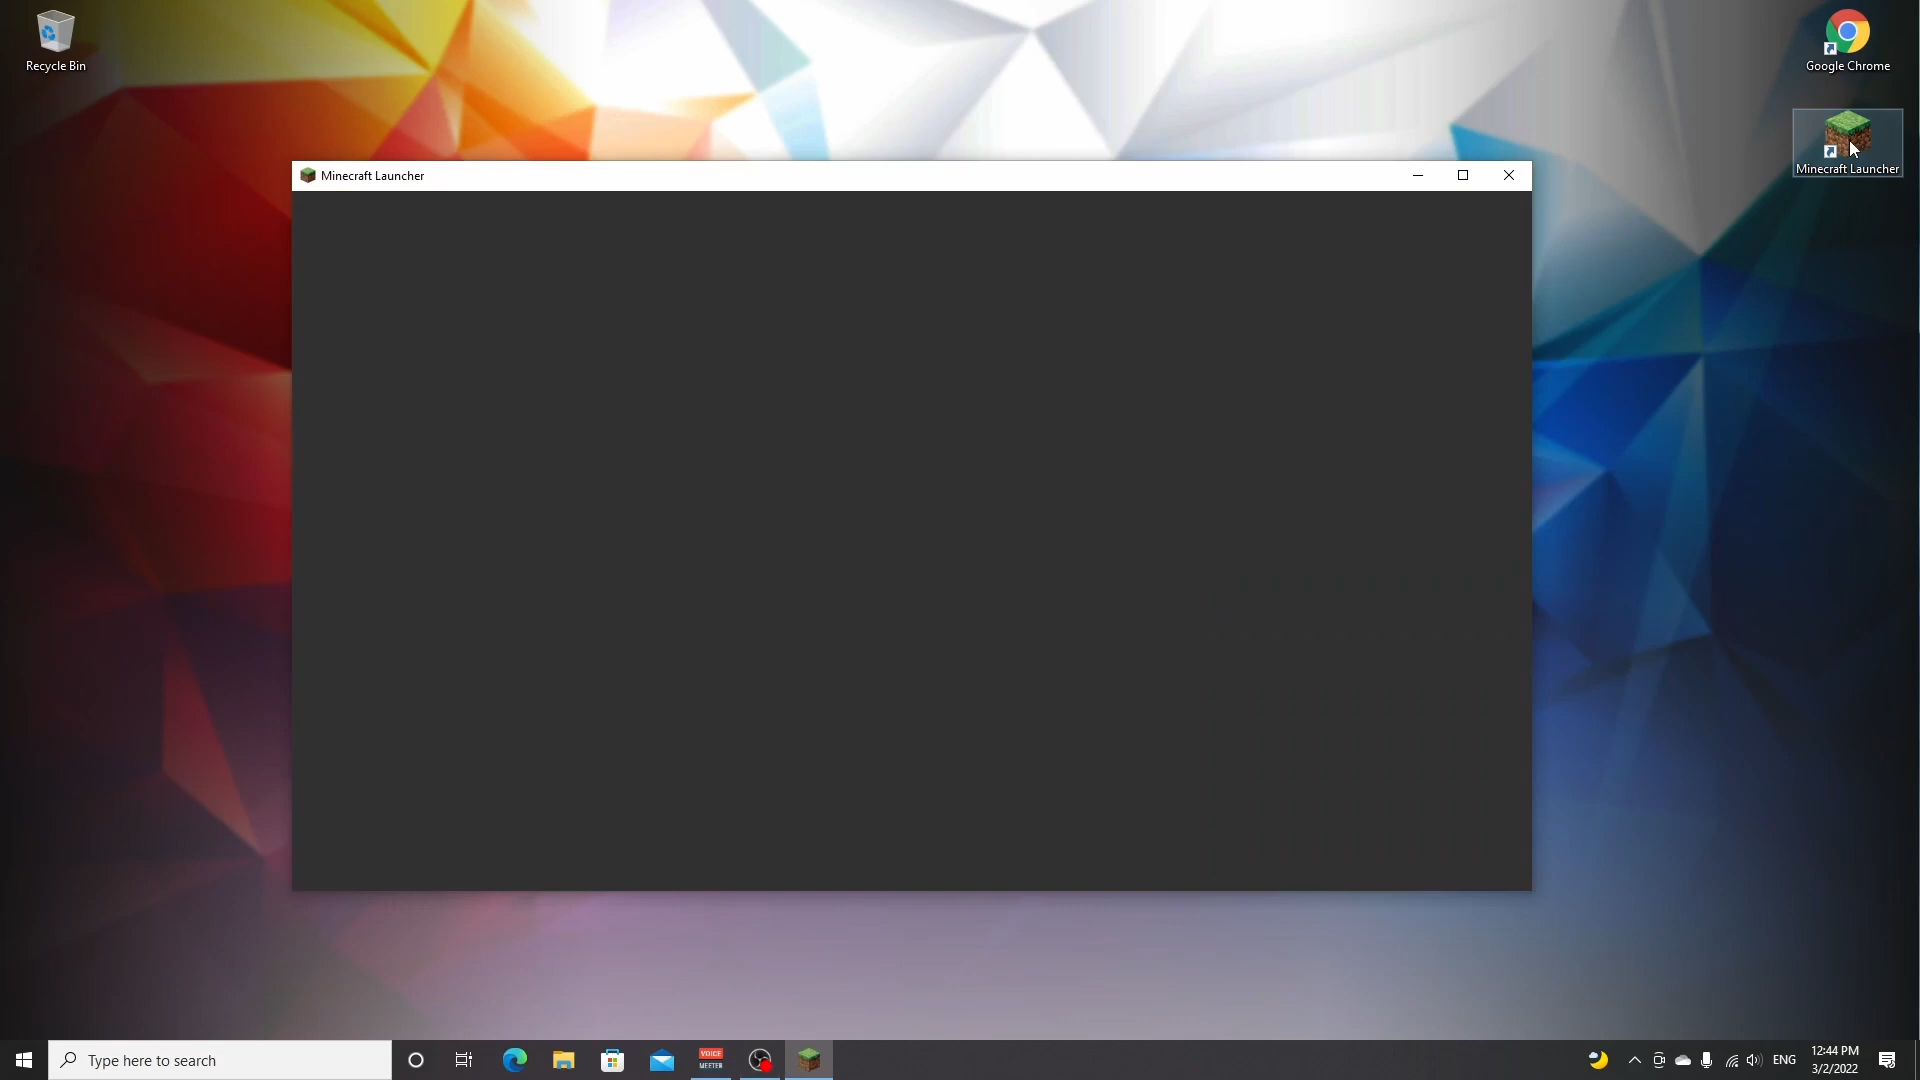 Recycle Bin
Google Chrome
Minecraft Launcher
Minecraft Launcher
Type here to search
VOICE
MEETER
ENG
12:44 PM
3/2/2022